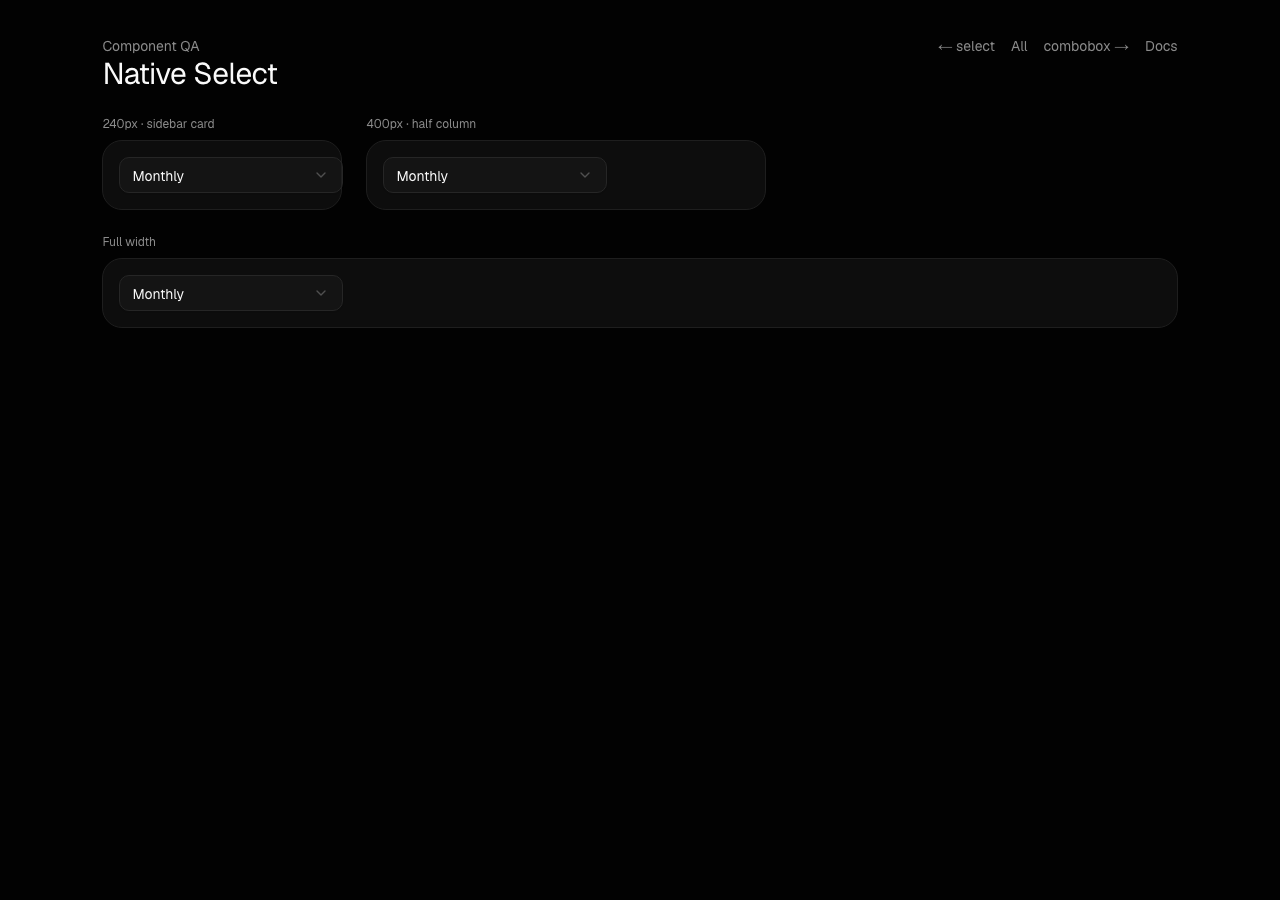 Component QA
Native Select
← select All combobox → Docs
240px · sidebar card
400px · half column
Monthly
Monthly
Full width
Monthly